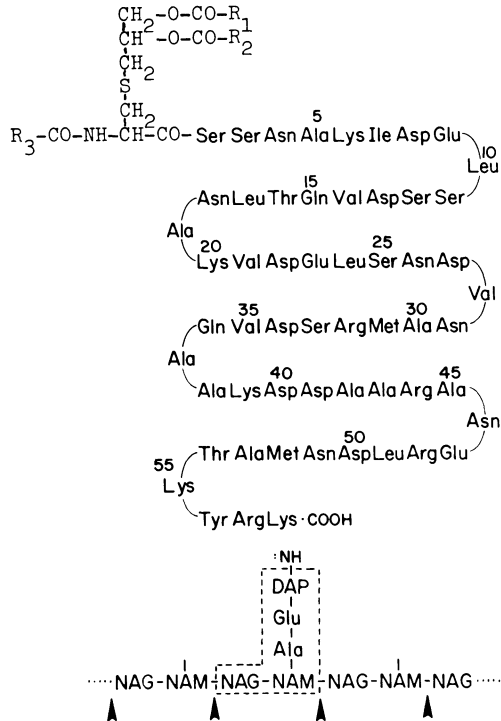 CH2-O-CO-R1
CH-O-CO-R2
CH2
S
CH2
R3-CO-NH-CH-CO-Ser Ser Asn Ala Lys Ile Asp Glu
5
10
Leu
15
Asn Leu Thr Gln Val Asp Ser Ser
Ala
20 25
Lys Val Asp Glu Leu Ser Asn Asp
Val
35 30
Gln Val Asp Ser Arg Met Ala Asn
Ala
40 45
Ala Lys Asp Asp Ala Ala Arg Ala
Asn
50
Thr Ala Met Asn Asp Leu Arg Glu
55
Lys
Tyr Arg Lys·COOH
:NH
DAP
Glu
Ala
·····NAG-NAM-NAG-NAM-NAG-NAM-NAG·····